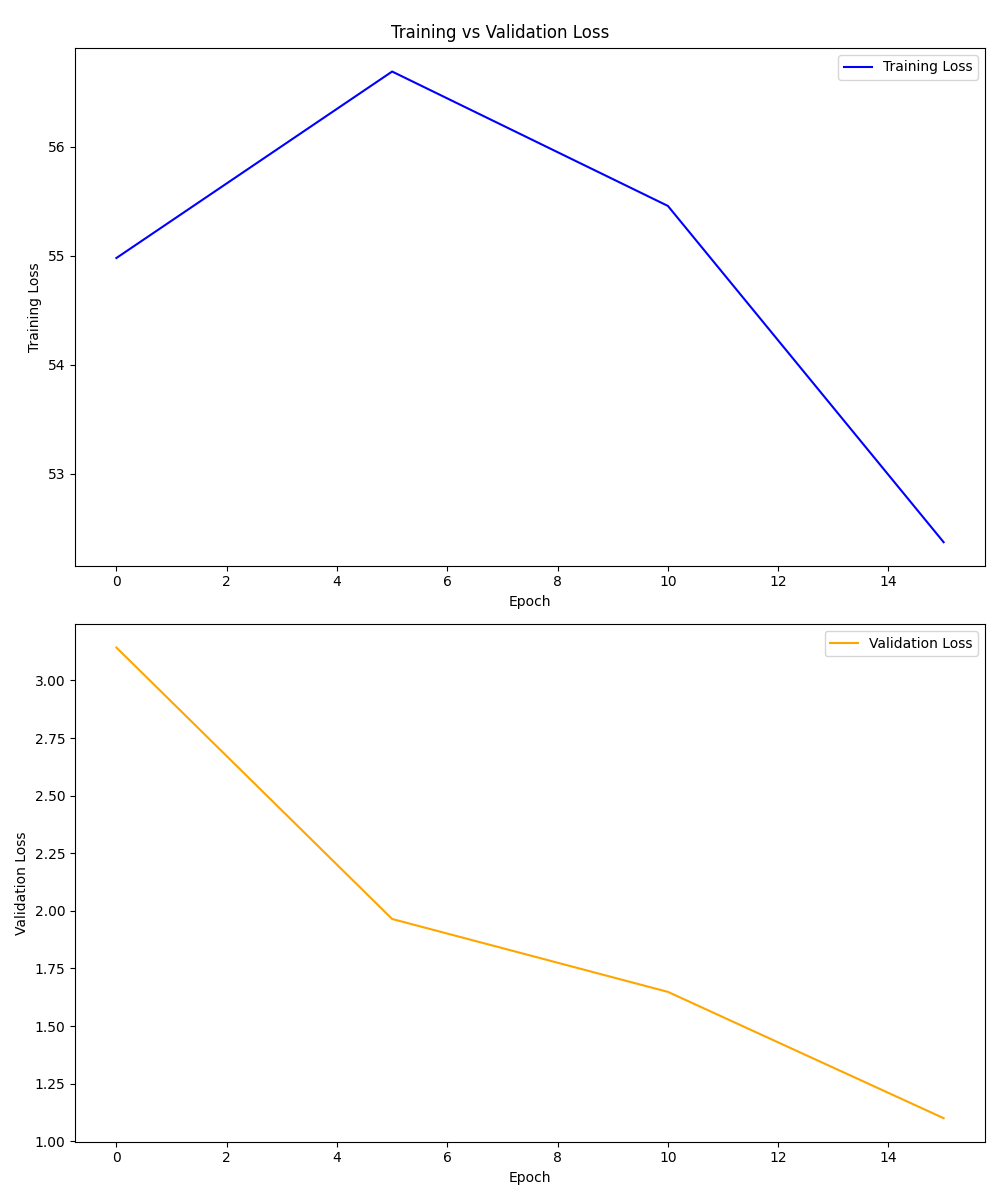 Training vs Validation Loss
Training Loss
56
55
54
53
Training Loss
0 2 4 6 8 10 12 14
Epoch
Validation Loss
3.00
2.75
2.50
2.25
2.00
1.75
1.50
1.25
1.00
Validation Loss
0 2 4 6 8 10 12 14
Epoch